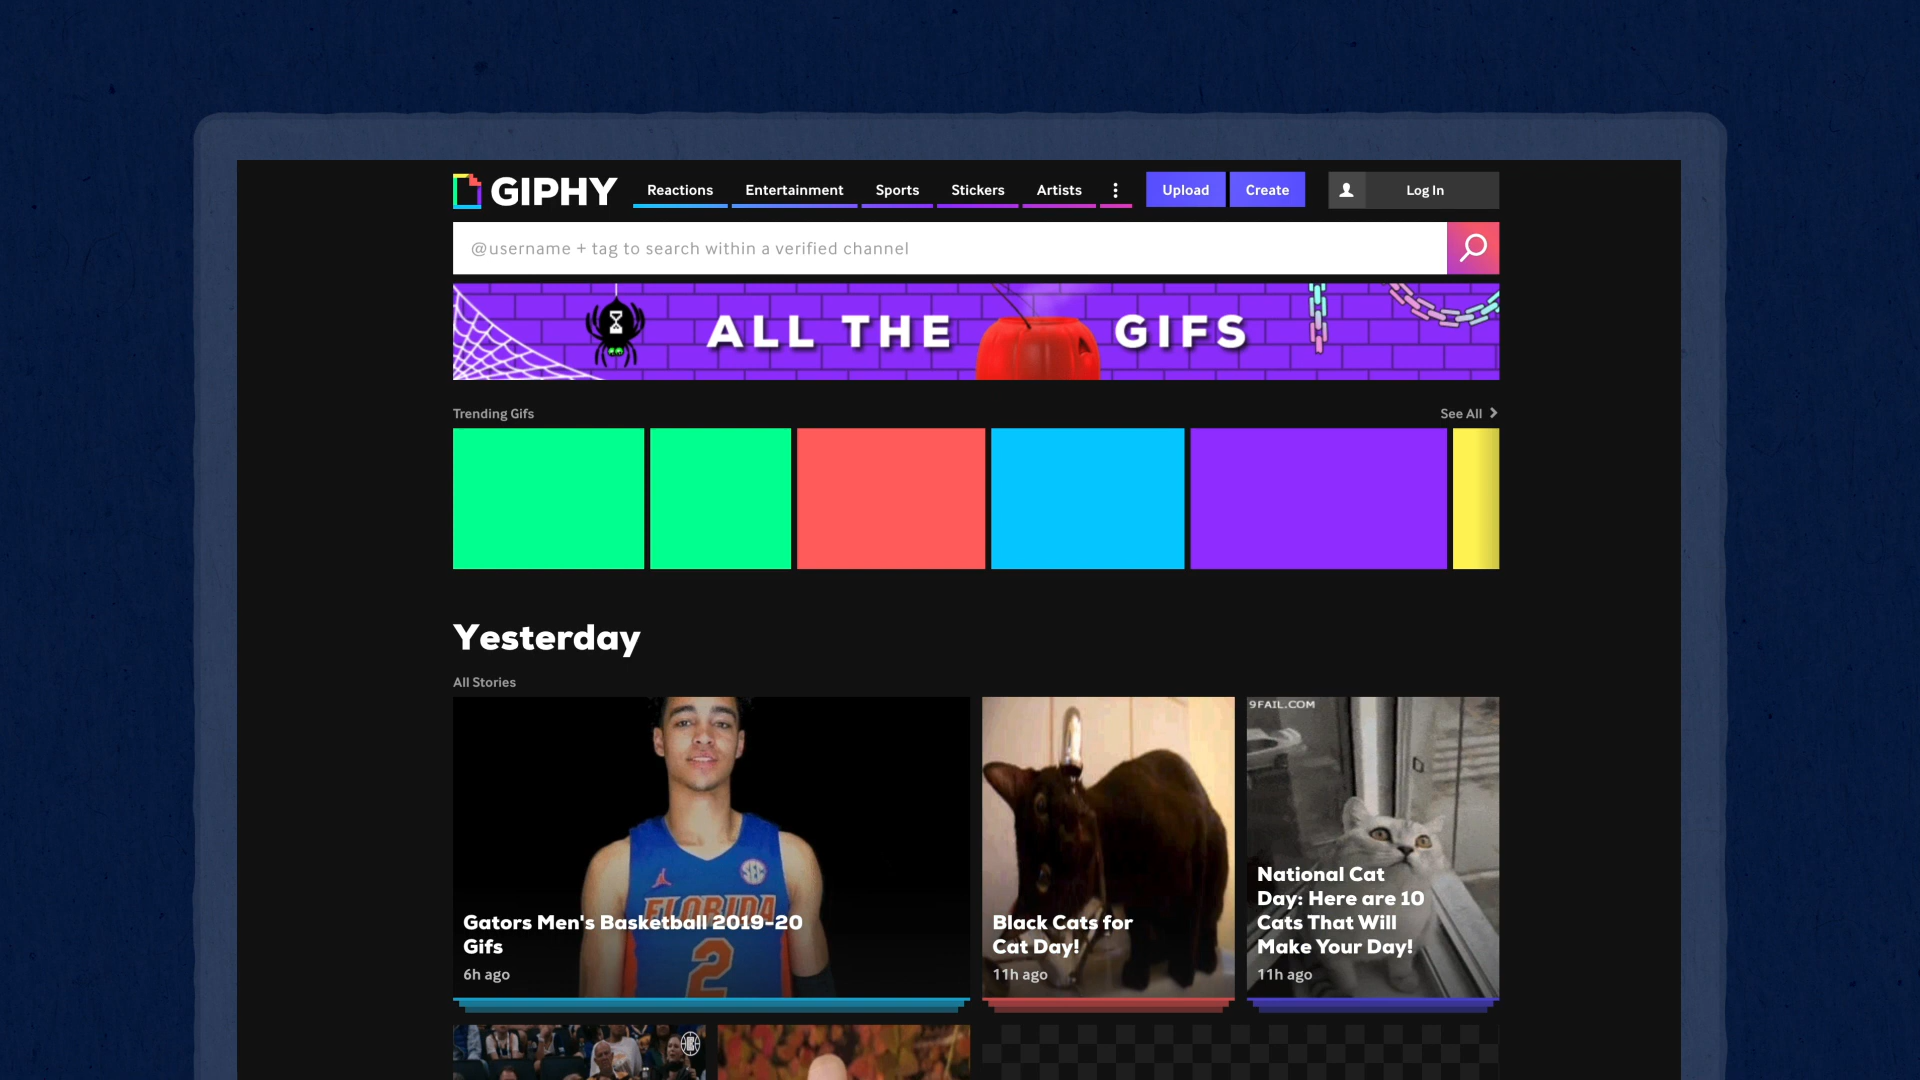 GIPHY
Reactions
Entertainment
Sports
Stickers
Artists
Upload
Create
Log In
@username + tag to search within a verified channel
ALL THE GIFS
Trending Gifs
See All
Yesterday
All Stories
SEC
FLORIDA
2
Gators Men's Basketball 2019-20
Gifs
6h ago
Black Cats for
Cat Day!
11h ago
9FAIL.COM
National Cat
Day: Here are 10
Cats That Will
Make Your Day!
11h ago